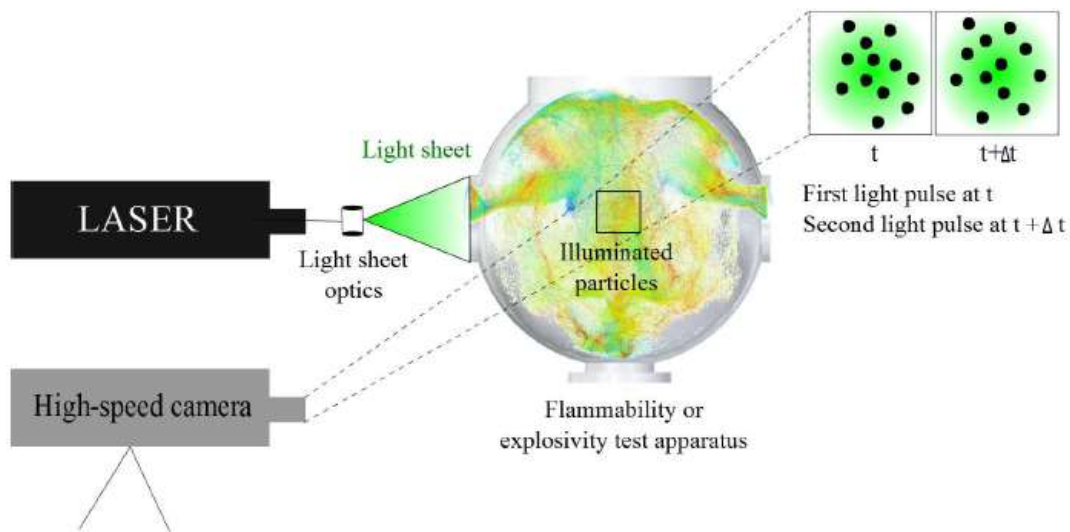 LASER
Light sheet
Light sheet
optics
Illuminated
particles
t
t+Δt
First light pulse at t
Second light pulse at t +Δ t
High-speed camera
Flammability or
explosivity test apparatus